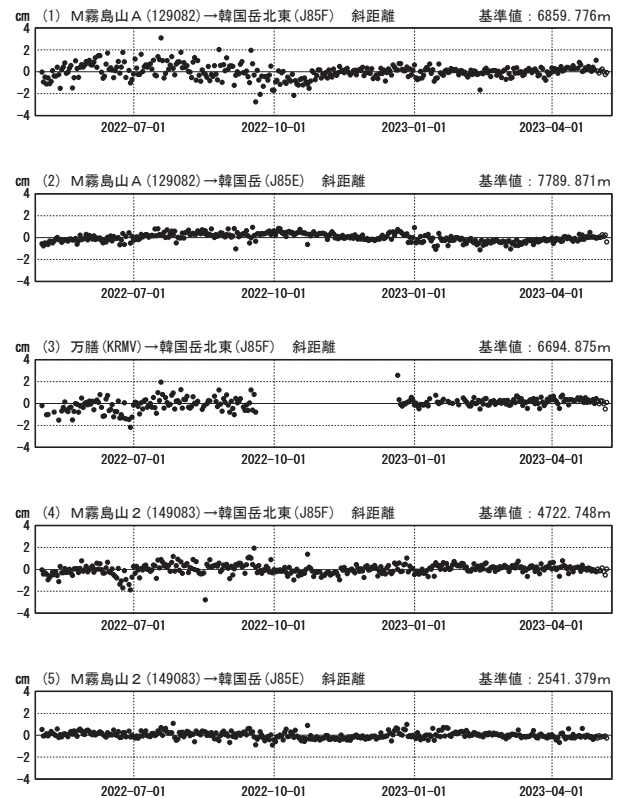 cm (1) M霧島山A(129082)→韓国岳北東(J85F) 斜距離 基準値：6859.776m
4
2
0
−2
−4
2022-07-01 2022-10-01 2023-01-01 2023-04-01
cm (2) M霧島山A(129082)→韓国岳(J85E) 斜距離 基準値：7789.871m
4
2
0
−2
−4
2022-07-01 2022-10-01 2023-01-01 2023-04-01
cm (3) 万膳(KRMV)→韓国岳北東(J85F) 斜距離 基準値：6694.875m
4
2
0
−2
−4
2022-07-01 2022-10-01 2023-01-01 2023-04-01
cm (4) M霧島山2(149083)→韓国岳北東(J85F) 斜距離 基準値：4722.748m
4
2
0
−2
−4
2022-07-01 2022-10-01 2023-01-01 2023-04-01
cm (5) M霧島山2(149083)→韓国岳(J85E) 斜距離 基準値：2541.379m
4
2
0
−2
−4
2022-07-01 2022-10-01 2023-01-01 2023-04-01